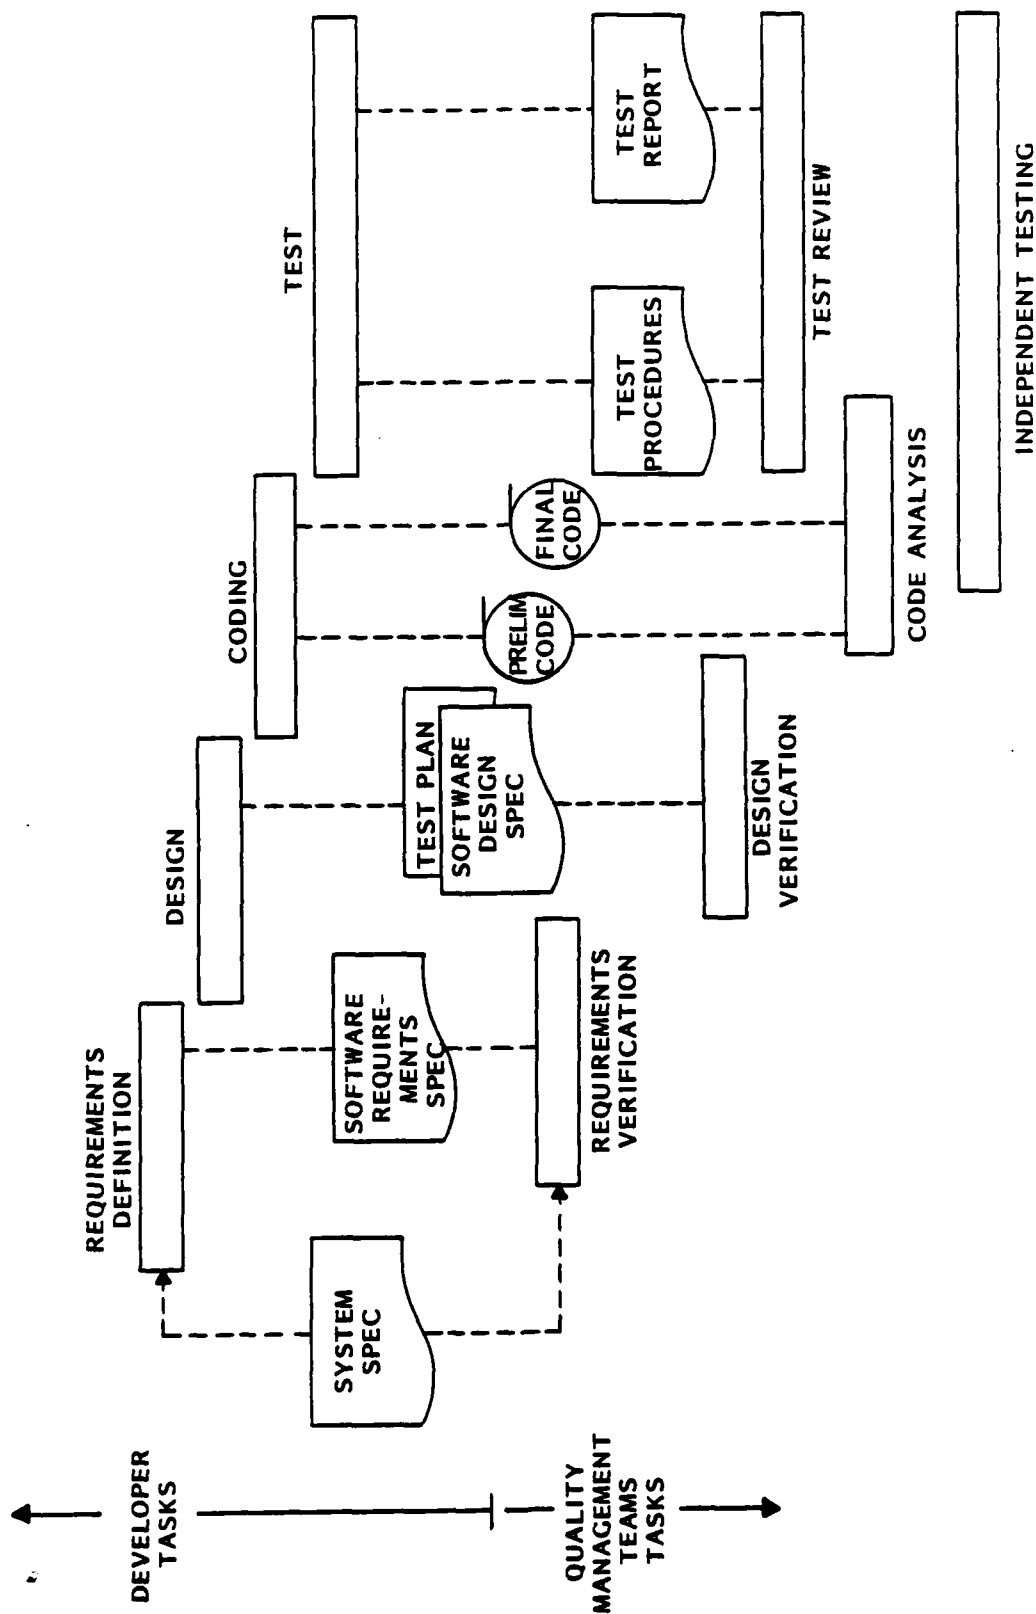 DEVELOPER
TASKS
QUALITY
MANAGEMENT
TEAMS
TASKS
REQUIREMENTS
DEFINITION
DESIGN
CODING
TEST
SYSTEM
SPEC
SOFTWARE
REQUIRE-
MENTS
SPEC
TEST PLAN
SOFTWARE
DESIGN
SPEC
PRELIM
CODE
FINAL
CODE
TEST
PROCEDURES
TEST
REPORT
REQUIREMENTS
VERIFICATION
DESIGN
VERIFICATION
CODE ANALYSIS
TEST REVIEW
INDEPENDENT TESTING